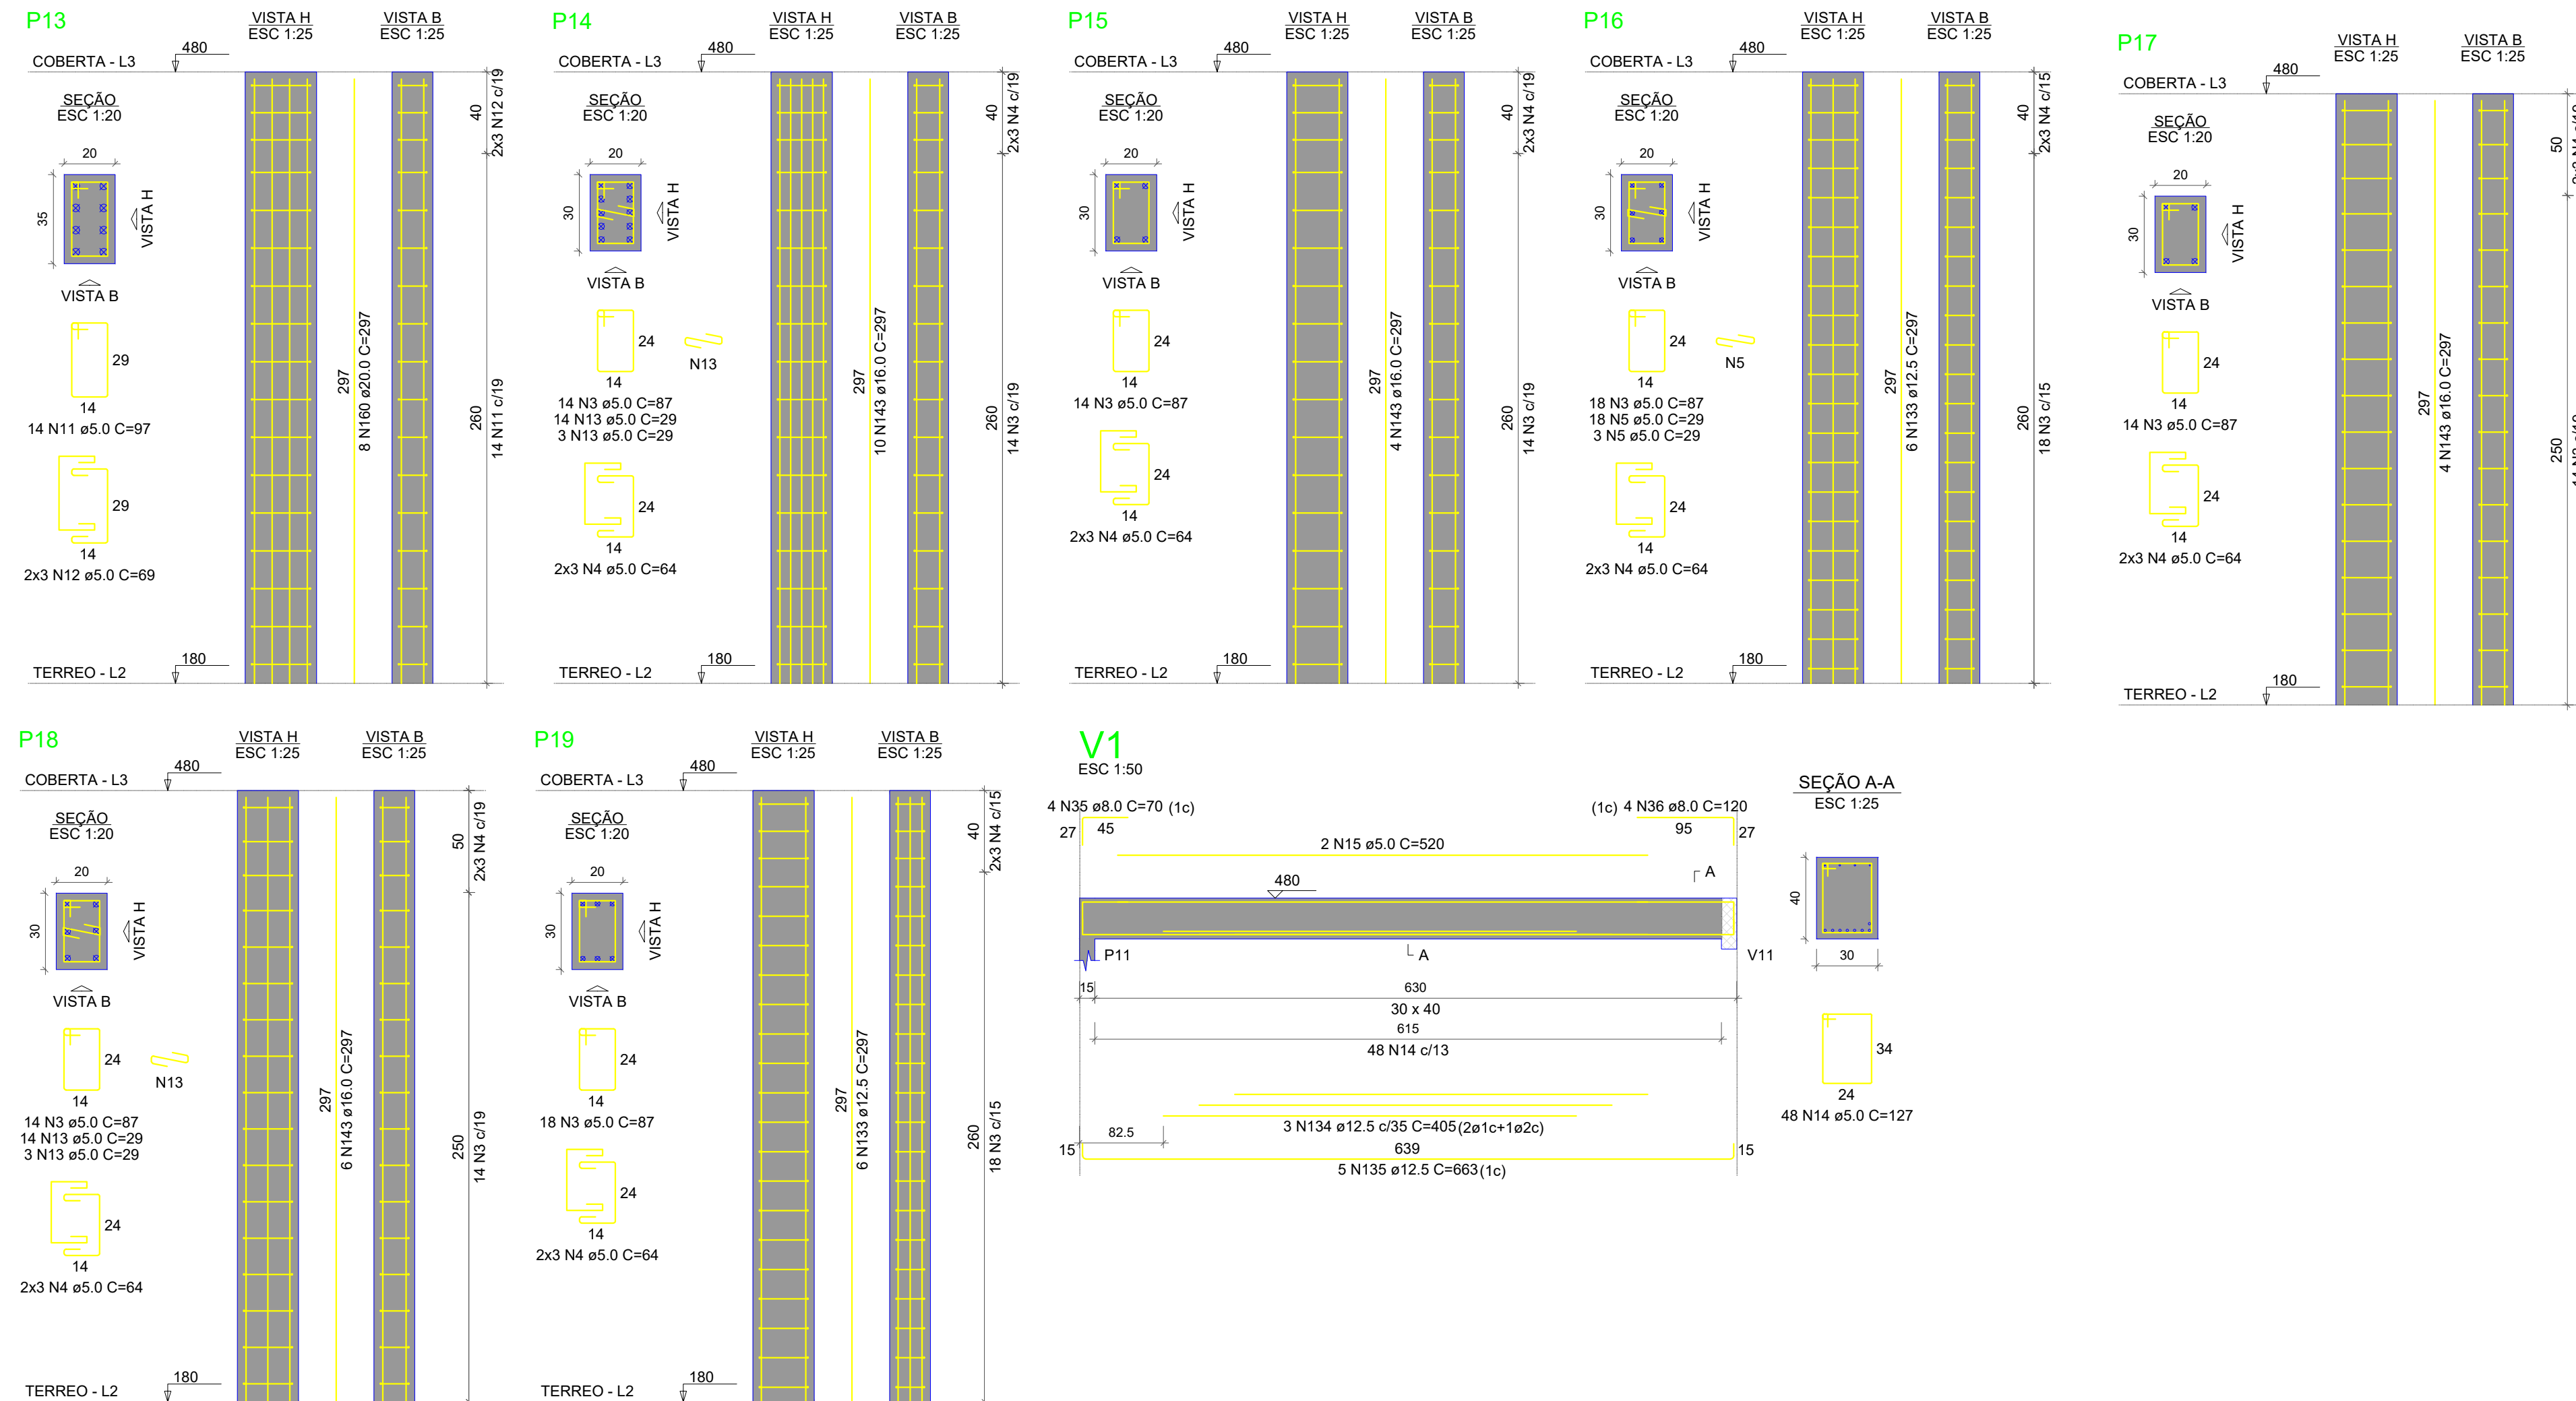 P13
VISTA H
ESC 1:25
VISTA B
ESC 1:25
COBERTA - L3
480
SEÇÃO
ESC 1:20
20
35
VISTA H
VISTA B
29
14
14 N11 ø5.0 C=97
29
14
2x3 N12 ø5.0 C=69
297
8 N160 ø20.0 C=297
40
2x3 N12 c/19
260
14 N11 c/19
TERREO - L2
180
P14
VISTA H
ESC 1:25
VISTA B
ESC 1:25
COBERTA - L3
480
SEÇÃO
ESC 1:20
20
30
VISTA H
VISTA B
24
14
N13
14 N3 ø5.0 C=87
14 N13 ø5.0 C=29
3 N13 ø5.0 C=29
24
14
2x3 N4 ø5.0 C=64
297
10 N143 ø16.0 C=297
40
2x3 N4 c/19
260
14 N3 c/19
TERREO - L2
180
P15
VISTA H
ESC 1:25
VISTA B
ESC 1:25
COBERTA - L3
480
SEÇÃO
ESC 1:20
20
30
VISTA H
VISTA B
24
14
14 N3 ø5.0 C=87
24
14
2x3 N4 ø5.0 C=64
297
4 N143 ø16.0 C=297
40
2x3 N4 c/19
260
14 N3 c/19
TERREO - L2
180
P16
VISTA H
ESC 1:25
VISTA B
ESC 1:25
COBERTA - L3
480
SEÇÃO
ESC 1:20
20
30
VISTA H
VISTA B
24
14
N5
18 N3 ø5.0 C=87
18 N5 ø5.0 C=29
3 N5 ø5.0 C=29
24
14
2x3 N4 ø5.0 C=64
297
6 N133 ø12.5 C=297
40
2x3 N4 c/15
260
18 N3 c/15
TERREO - L2
180
P17
VISTA H
ESC 1:25
VISTA B
ESC 1:25
COBERTA - L3
480
SEÇÃO
ESC 1:20
20
30
VISTA H
VISTA B
24
14
14 N3 ø5.0 C=87
24
14
2x3 N4 ø5.0 C=64
297
4 N143 ø16.0 C=297
50
250
TERREO - L2
180
P18
VISTA H
ESC 1:25
VISTA B
ESC 1:25
COBERTA - L3
480
SEÇÃO
ESC 1:20
20
30
VISTA H
VISTA B
24
14
N13
14 N3 ø5.0 C=87
14 N13 ø5.0 C=29
3 N13 ø5.0 C=29
24
14
2x3 N4 ø5.0 C=64
297
6 N143 ø16.0 C=297
50
2x3 N4 c/19
250
14 N3 c/19
TERREO - L2
180
P19
VISTA H
ESC 1:25
VISTA B
ESC 1:25
COBERTA - L3
480
SEÇÃO
ESC 1:20
20
30
VISTA H
VISTA B
24
14
18 N3 ø5.0 C=87
24
14
2x3 N4 ø5.0 C=64
297
6 N133 ø12.5 C=297
40
2x3 N4 c/15
260
18 N3 c/15
TERREO - L2
180
V1
ESC 1:50
4 N35 ø8.0 C=70 (1c)
27
45
(1c) 4 N36 ø8.0 C=120
95
27
2 N15 ø5.0 C=520
480
A
P11
A
V11
15
630
30 x 40
615
48 N14 c/13
82.5
3 N134 ø12.5 c/35 C=405(2ø1c+1ø2c)
15
639
15
5 N135 ø12.5 C=663(1c)
SEÇÃO A-A
ESC 1:25
40
30
34
24
48 N14 ø5.0 C=127